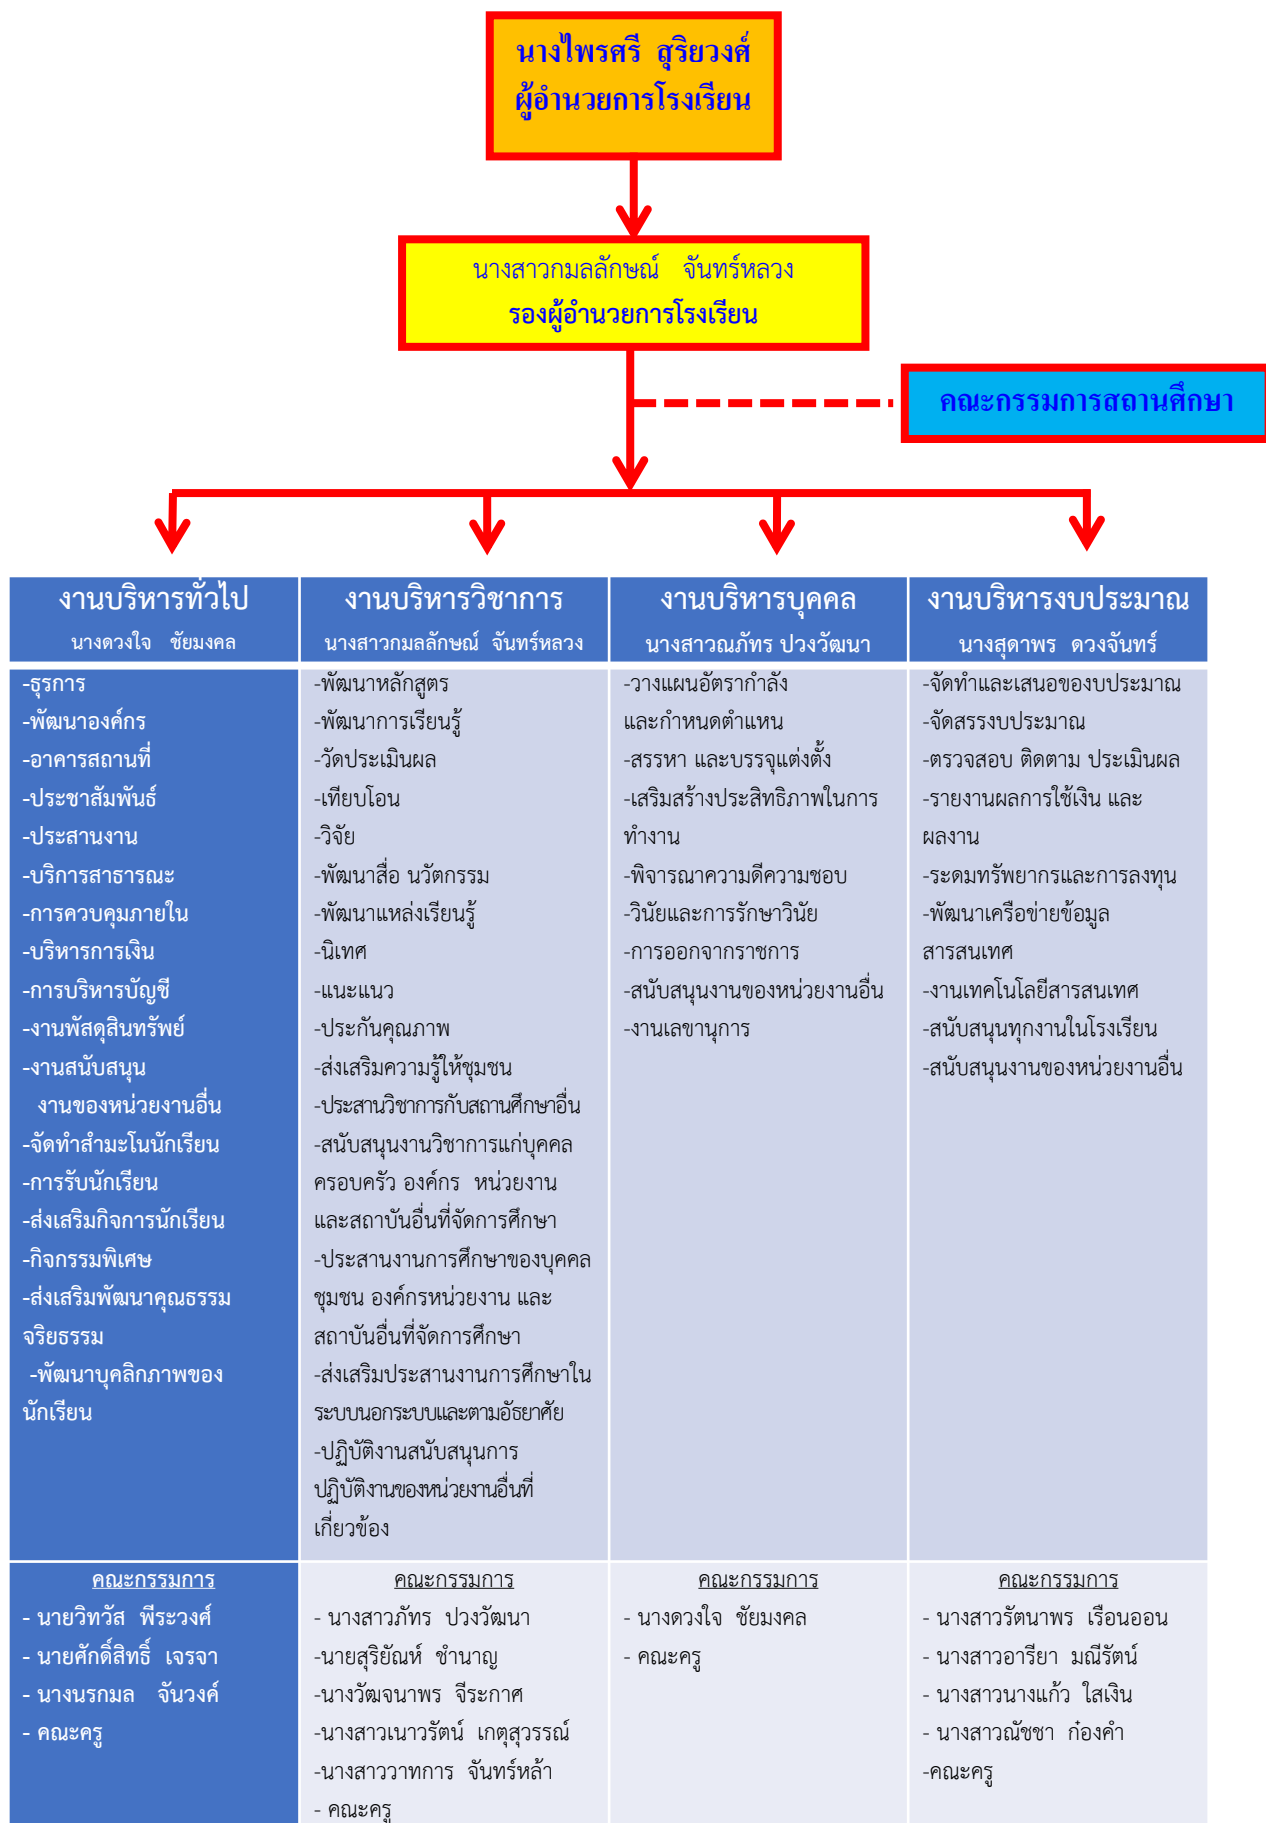 นางไพรศรี สุริยวงศ์
ผู้อำนวยการโรงเรียน
นางสาวกมลลักษณ์ จันทร์หลวง
รองผู้อำนวยการโรงเรียน
คณะกรรมการสถานศึกษา
งานบริหารทั่วไป
นางดวงใจ ชัยมงคล
-ธุรการ
-พัฒนาองค์กร
-อาคารสถานที่
-ประชาสัมพันธ์
-ประสานงาน
-บริการสาธารณะ
-การควบคุมภายใน
-บริหารการเงิน
-การบริหารบัญชี
-งานพัสดุสินทรัพย์
-งานสนับสนุน
งานของหน่วยงานอื่น
-จัดทำสำมะโนนักเรียน
-การรับนักเรียน
-ส่งเสริมกิจการนักเรียน
-กิจกรรมพิเศษ
-ส่งเสริมพัฒนาคุณธรรม
จริยธรรม
-พัฒนาบุคลิกภาพของ
นักเรียน
คณะกรรมการ
- นายวิทวัส พีระวงศ์
- นายศักดิ์สิทธิ์ เจรจา
- นางนรกมล จันวงค์
- คณะครู
งานบริหารวิชาการ
นางสาวกมลลักษณ์ จันทร์หลวง
-พัฒนาหลักสูตร
-พัฒนาการเรียนรู้
-วัดประเมินผล
-เทียบโอน
-วิจัย
-พัฒนาสื่อ นวัตกรรม
-พัฒนาแหล่งเรียนรู้
-นิเทศ
-แนะแนว
-ประกันคุณภาพ
-ส่งเสริมความรู้ให้ชุมชน
-ประสานวิชาการกับสถานศึกษาอื่น
-สนับสนุนงานวิชาการแก่บุคคล
ครอบครัว องค์กร หน่วยงาน
และสถาบันอื่นที่จัดการศึกษา
-ประสานงานการศึกษาของบุคคล
ชุมชน องค์กรหน่วยงาน และ
สถาบันอื่นที่จัดการศึกษา
-ส่งเสริมประสานงานการศึกษาใน
ระบบนอกระบบและตามอัธยาศัย
-ปฏิบัติงานสนับสนุนการ
ปฏิบัติงานของหน่วยงานอื่นที่
เกี่ยวข้อง
คณะกรรมการ
- นางสาวภัทร ปวงวัฒนา
-นายสุริยัณห์ ชำนาญ
-นางวัฒจนาพร จีระกาศ
-นางสาวเนาวรัตน์ เกตุสุวรรณ์
-นางสาววาทการ จันทร์หล้า
- คณะครู
งานบริหารบุคคล
นางสาวณภัทร ปวงวัฒนา
-วางแผนอัตรากำลัง
และกำหนดตำแหน
-สรรหา และบรรจุแต่งตั้ง
-เสริมสร้างประสิทธิภาพในการ
ทำงาน
-พิจารณาความดีความชอบ
-วินัยและการรักษาวินัย
-การออกจากราชการ
-สนับสนุนงานของหน่วยงานอื่น
-งานเลขานุการ
คณะกรรมการ
- นางดวงใจ ชัยมงคล
- คณะครู
งานบริหารงบประมาณ
นางสุดาพร ดวงจันทร์
-จัดทำและเสนอของบประมาณ
-จัดสรรงบประมาณ
-ตรวจสอบ ติดตาม ประเมินผล
-รายงานผลการใช้เงิน และ
ผลงาน
-ระดมทรัพยากรและการลงทุน
-พัฒนาเครือข่ายข้อมูล
สารสนเทศ
-งานเทคโนโลยีสารสนเทศ
-สนับสนุนทุกงานในโรงเรียน
-สนับสนุนงานของหน่วยงานอื่น
คณะกรรมการ
- นางสาวรัตนาพร เรือนออน
- นางสาวอารียา มณีรัตน์
- นางสาวนางแก้ว ใสเงิน
- นางสาวณัชชา ก๋องคำ
-คณะครู